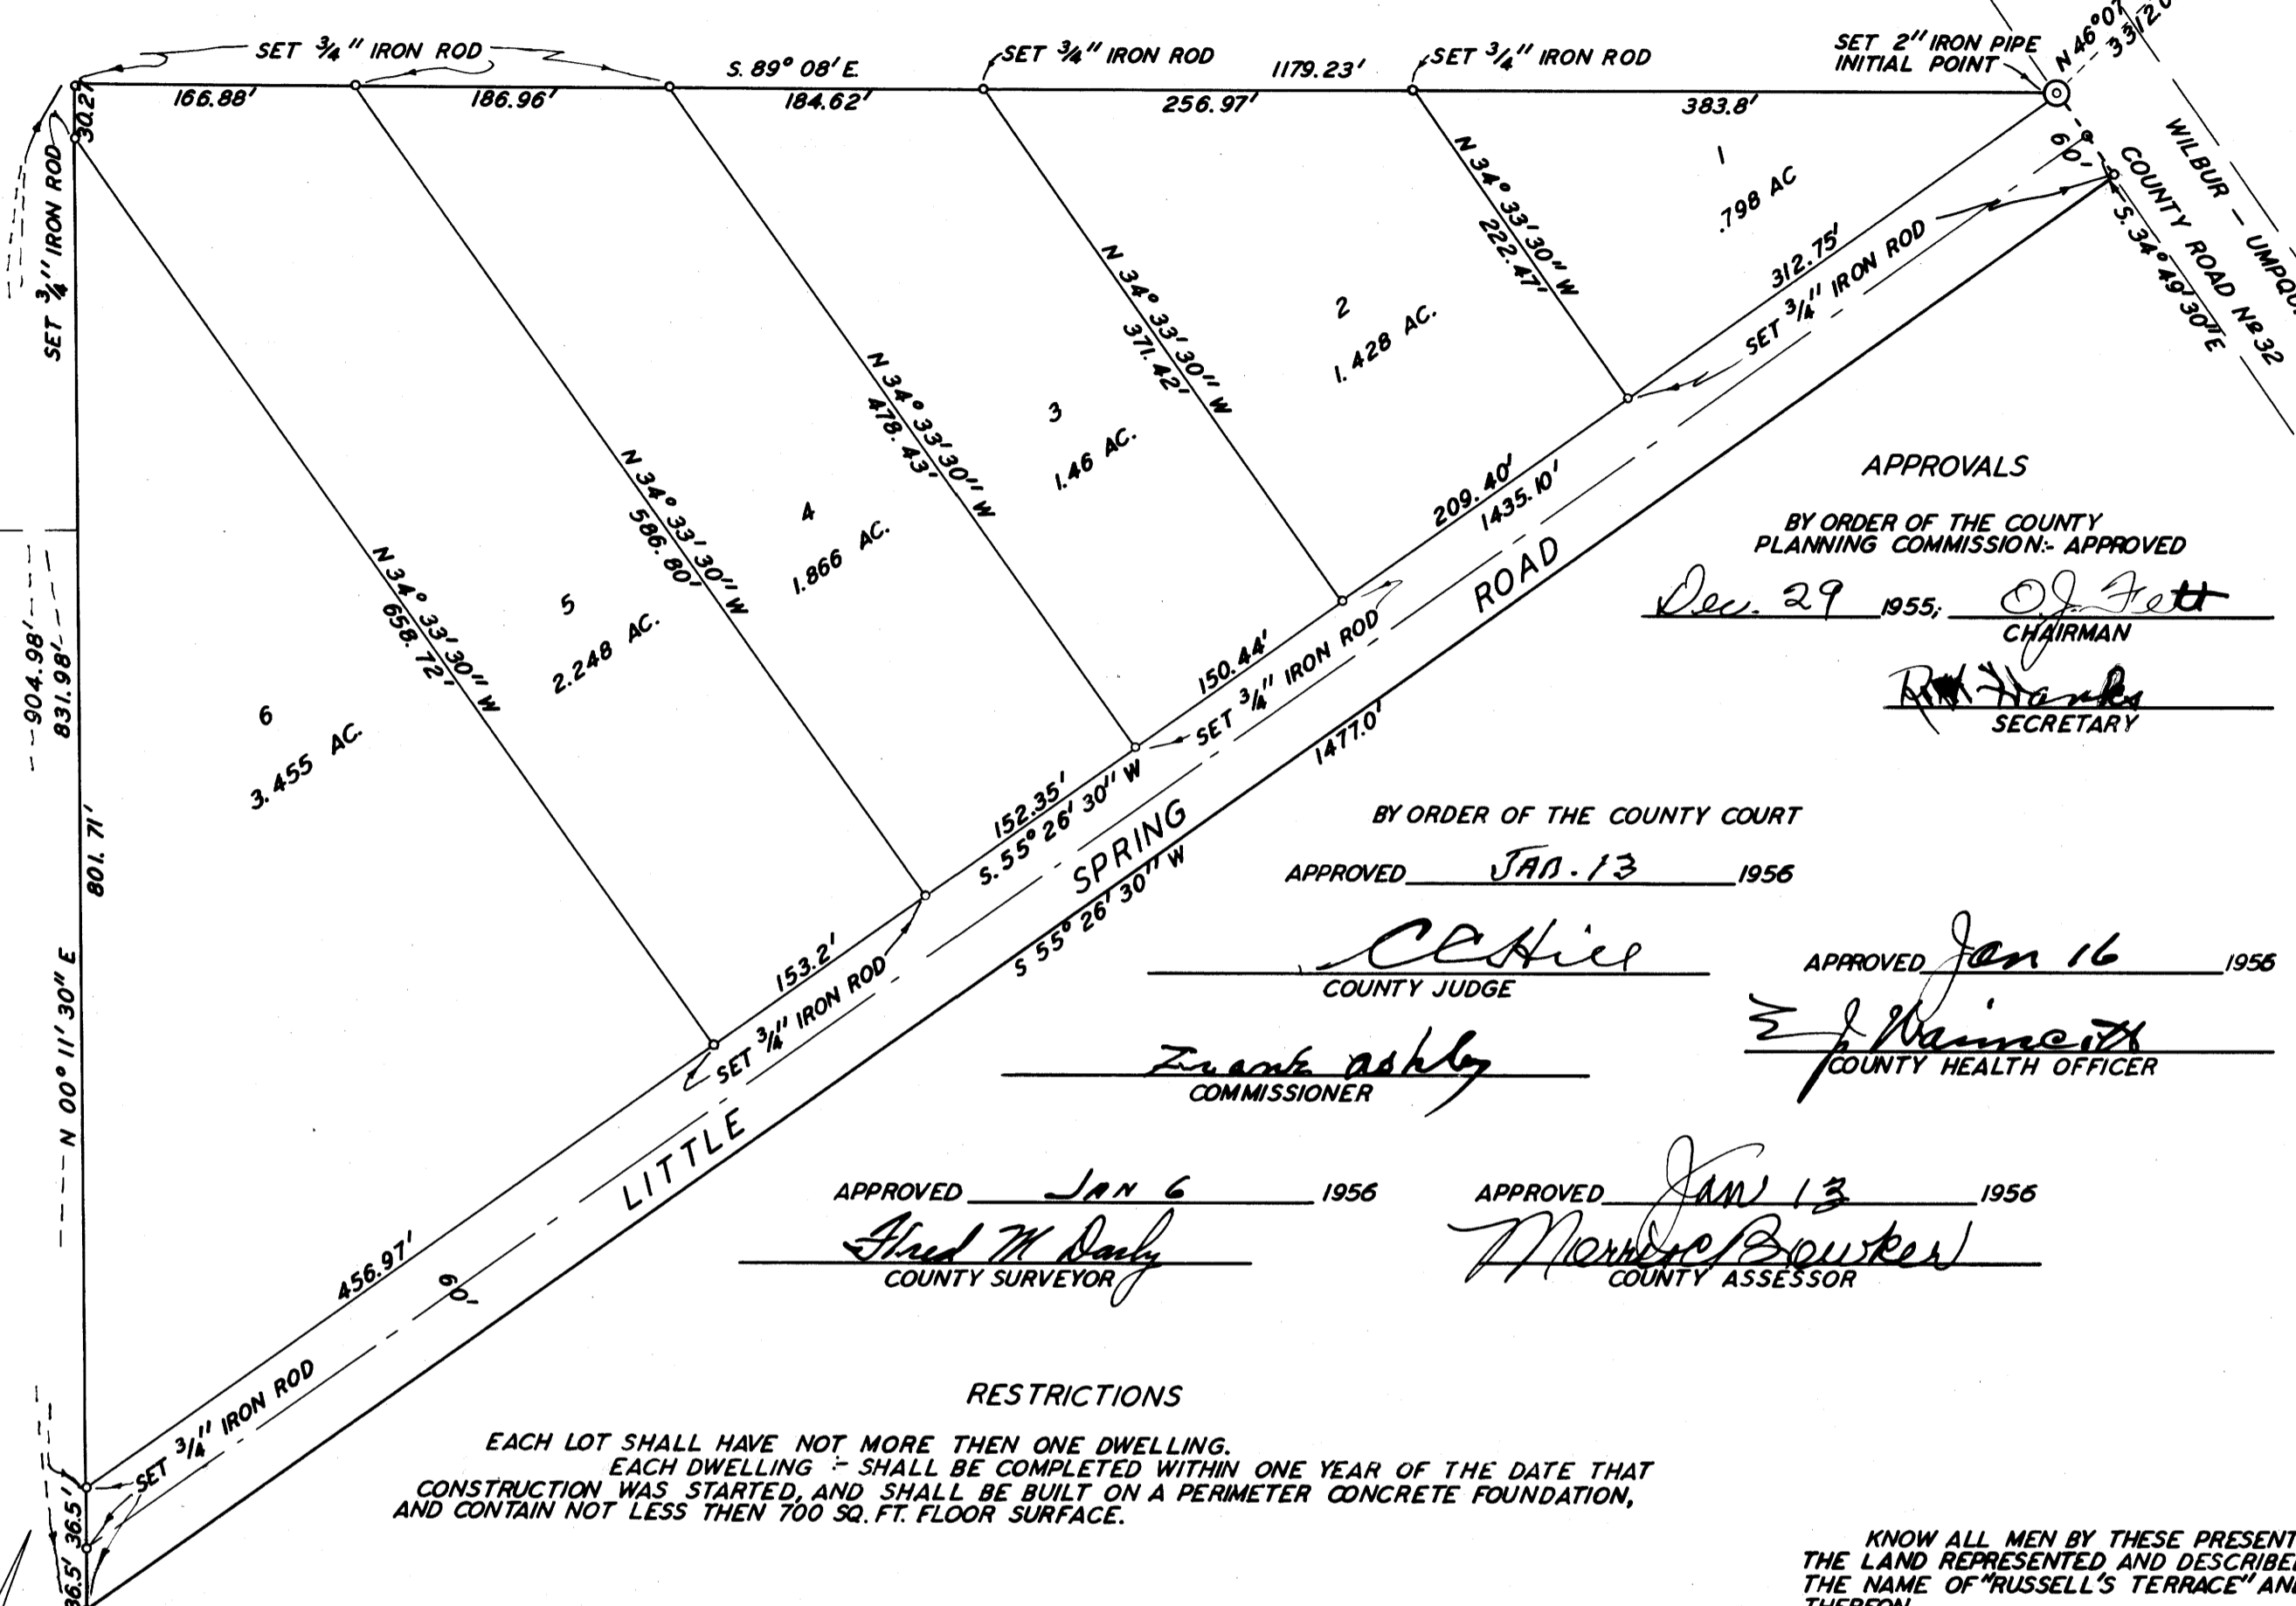 SET 3/4" IRON ROD
S. 89° 08' E.
SET 3/4" IRON ROD
1179.23'
SET 3/4" IRON ROD
SET 2" IRON PIPE
INITIAL POINT
N 46°07'
166.88'
186.96'
184.62'
256.97'
383.8'
30.27'
SET 3/4" IRON ROD
60'
WILBUR - UMPQU
COUNTY ROAD No 32
S. 34° 49' 30" E
1
.798 AC
N 34° 33' 30" W
222.47'
312.75'
SET 3/4" IRON ROD
2
1.428 AC.
N 34° 33' 30" W
371.42'
209.40'
1435.10'
3
1.46 AC.
N 34° 33' 30" W
478.43'
150.44'
SET 3/4" IRON ROD
4
1.866 AC.
N 34° 33' 30" W
586.80'
152.35'
S. 55° 26' 30" W
5
2.248 AC.
N 34° 33' 30" W
658.72'
153.2'
SET 3/4" IRON ROD
6
3.455 AC.
904.98'
831.98'
801.71'
N 00° 11' 30" E
456.97'
60'
SET 3/4" IRON ROD
36.5'
36.5'
LITTLE SPRING ROAD
1477.0'
S 55° 26' 30" W
APPROVALS
BY ORDER OF THE COUNTY
PLANNING COMMISSION:- APPROVED
Dec. 29 1955; O.J. Fett
CHAIRMAN
Hanks
SECRETARY
BY ORDER OF THE COUNTY COURT
APPROVED JAN. 13 1956
C C Hill
COUNTY JUDGE
APPROVED Jan 16 1956
E J Wainscott
COUNTY HEALTH OFFICER
Frank Ashby
COMMISSIONER
APPROVED JAN 6 1956
Fred M
COUNTY SURVEYOR
APPROVED JAN 13 1956
Bowker
COUNTY ASSESSOR
RESTRICTIONS
EACH LOT SHALL HAVE NOT MORE THEN ONE DWELLING.
EACH DWELLING :- SHALL BE COMPLETED WITHIN ONE YEAR OF THE DATE THAT
CONSTRUCTION WAS STARTED, AND SHALL BE BUILT ON A PERIMETER CONCRETE FOUNDATION,
AND CONTAIN NOT LESS THEN 700 SQ. FT. FLOOR SURFACE.
KNOW ALL MEN BY THESE PRESENT
THE LAND REPRESENTED AND DESCRIBE
THE NAME OF "RUSSELL'S TERRACE" AN
THEREON